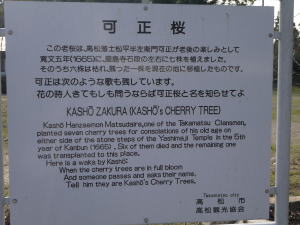 可正桜
この老桜は、高松藩士松平半左衛門可正が老後の楽しみとして
寛文五年(1665)に、屋島寺石段の左右に七株を植えました。
そのうち六株は枯れ、残った一株を現在の地に移植したものです。
可正は次のような歌も残しています。
花の時人きてもしも問うならば可正桜と名を知らせてよ
KASHŌ ZAKURA (KASHŌ's CHERRY TREE)
Kashō Hanzaemon Matsudaira, one of the Takamatsu Clansmen,
planted seven cherry trees for consolations of his old age on
either side of the stone steps of the Yashimaji Temple in the 5th
year of Kanbun (1665). Six of them died and the remaining one
was transplanted to this place.
Here is a waka by Kashō:
When the cherry trees are in full bloom
And someone passes and asks their name,
Tell him they are Kashō's Cherry Trees.
Takamatsu city
高松市
高松観光協会